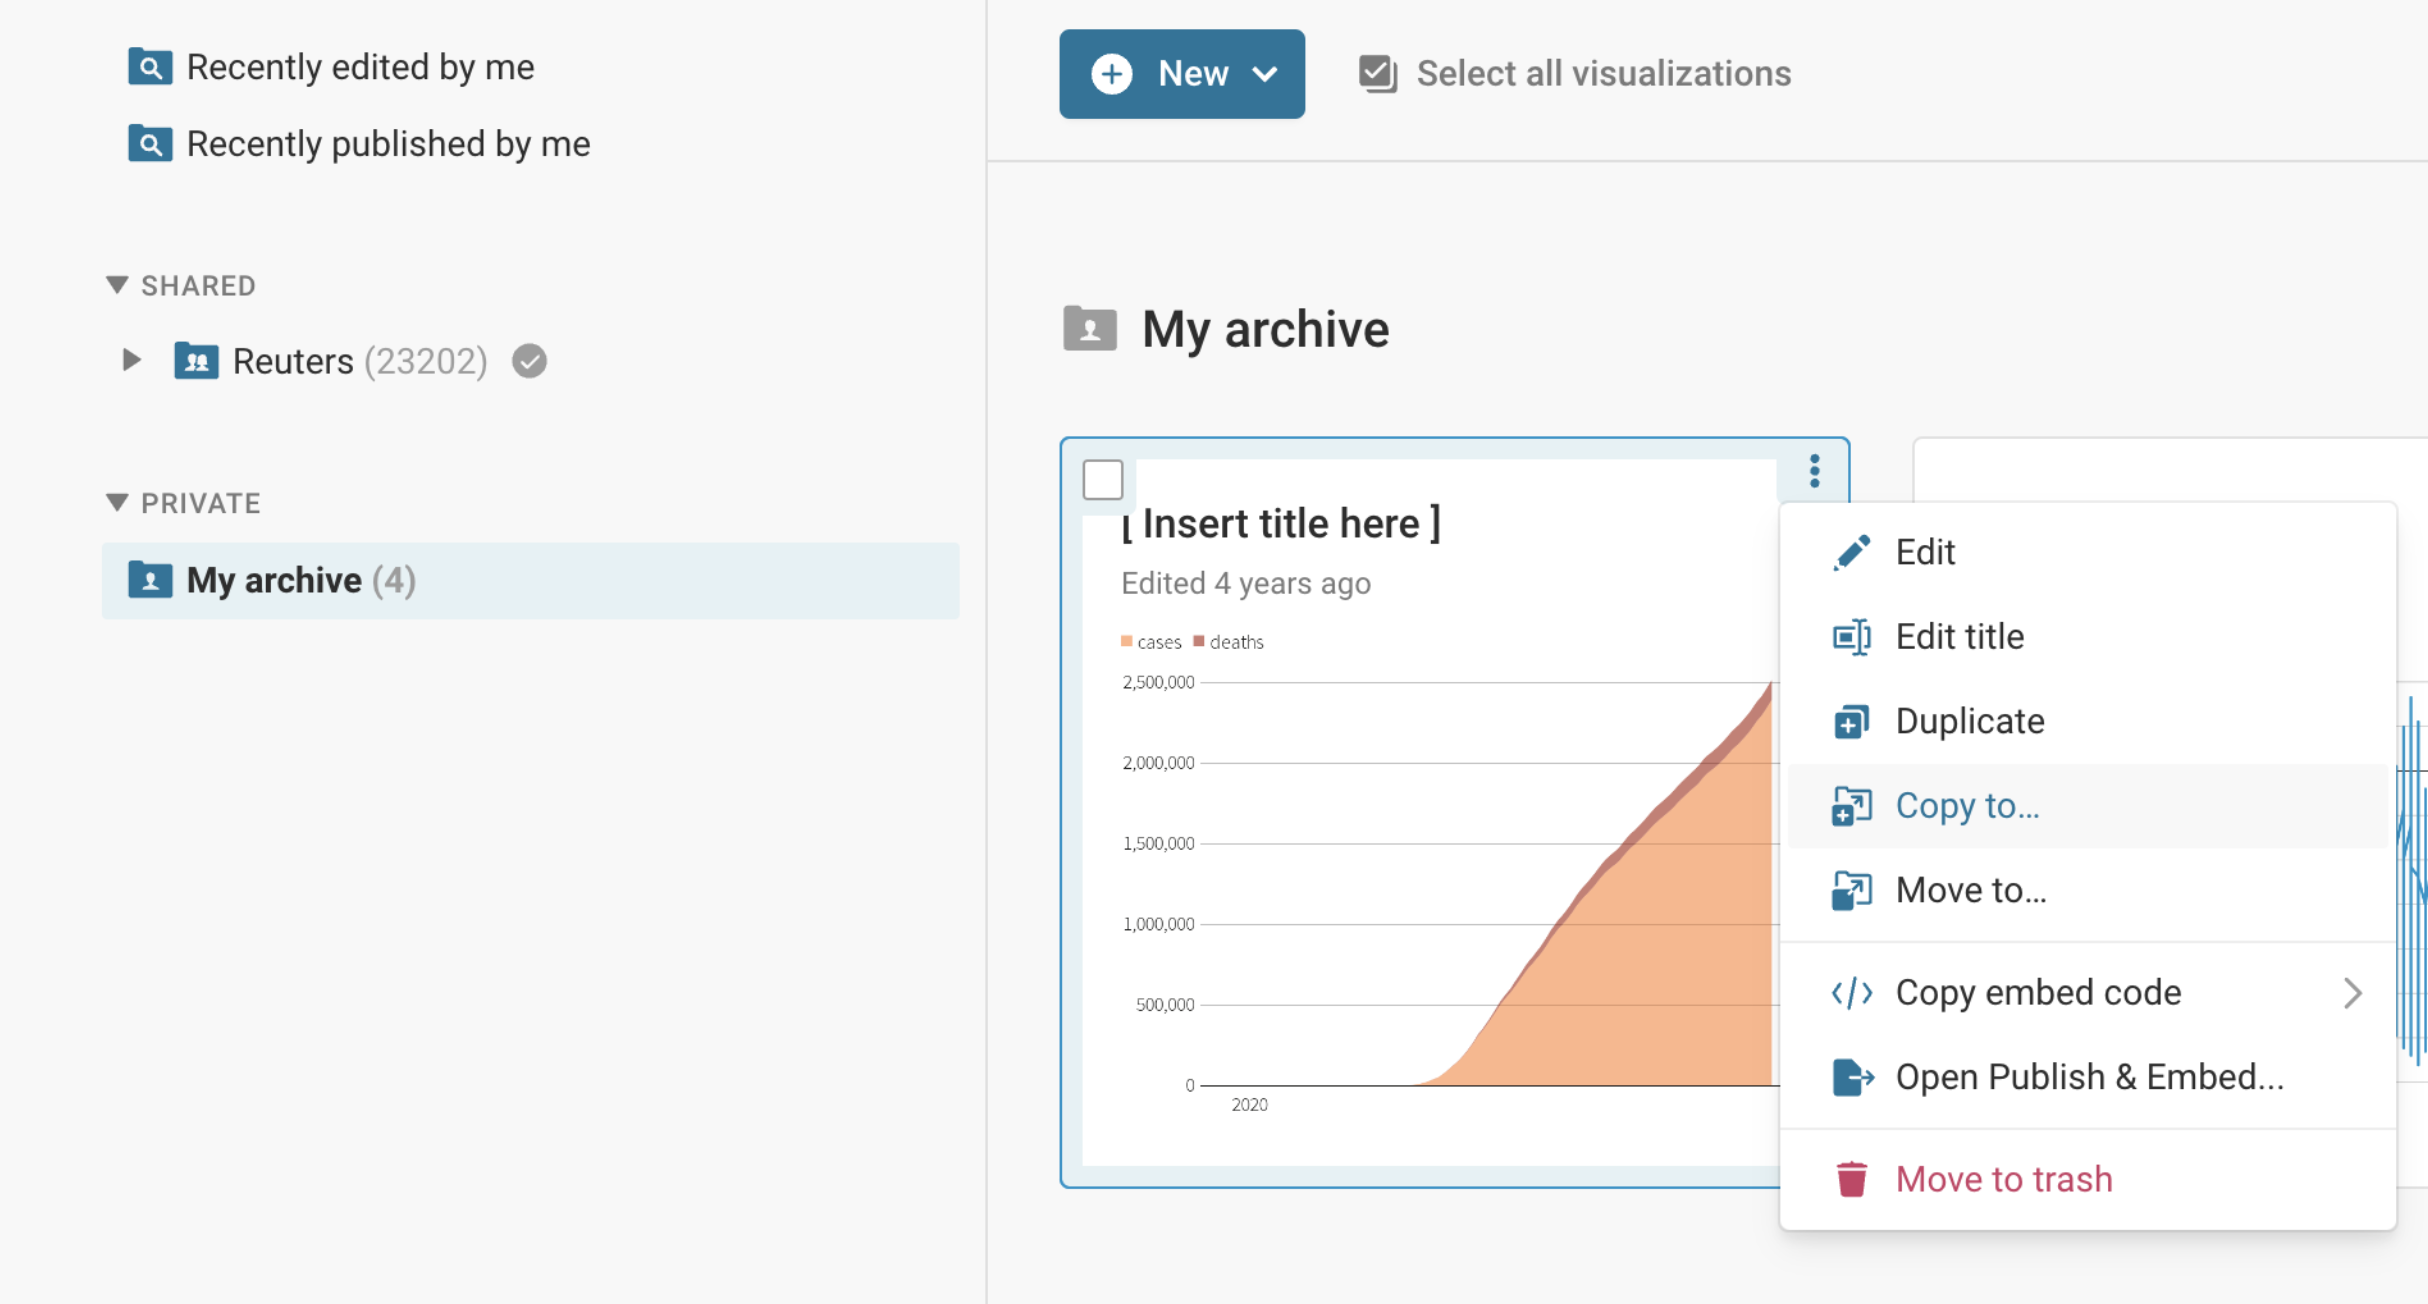 Recently edited by me
Recently published by me
SHARED
Reuters (23202)
PRIVATE
My archive (4)
New
Select all visualizations
My archive
[ Insert title here ]
Edited 4 years ago
cases deaths
2,500,000
2,000,000
1,500,000
1,000,000
500,000
0
2020
Edit
Edit title
Duplicate
Copy to...
Move to...
Copy embed code
Open Publish & Embed...
Move to trash